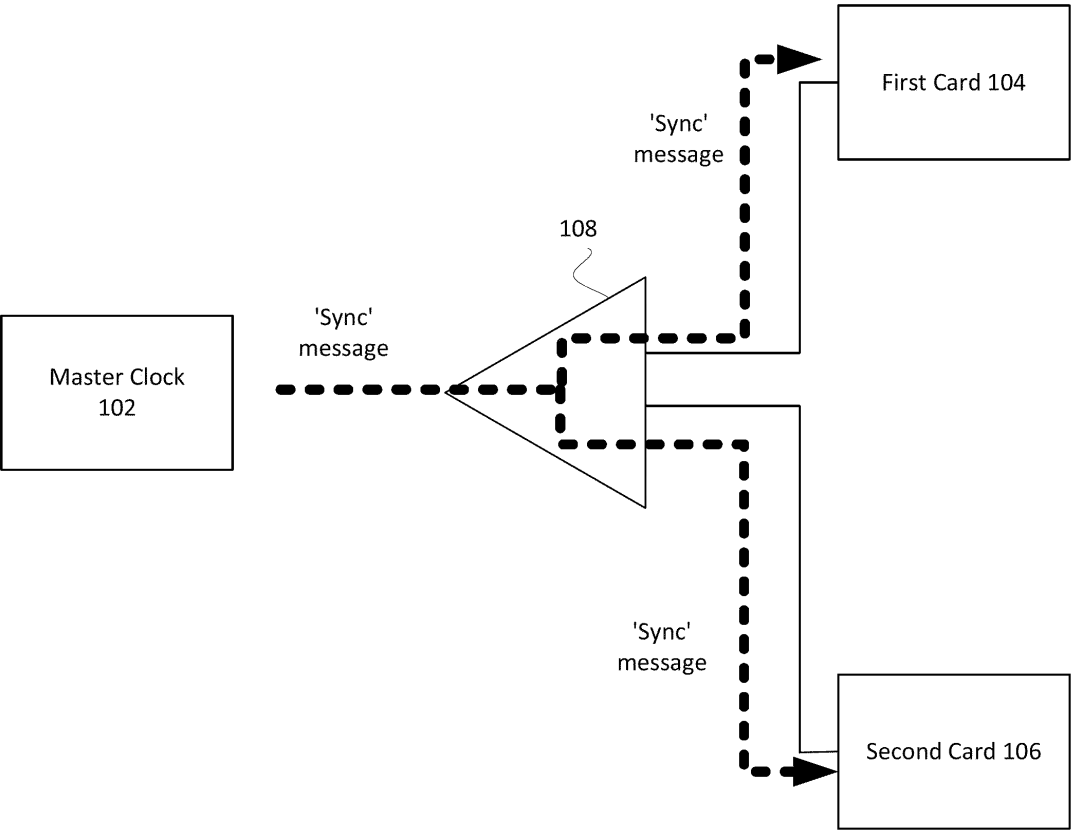 First Card 104
'Sync'
message
108
'Sync'
message
Master Clock
102
'Sync'
message
Second Card 106